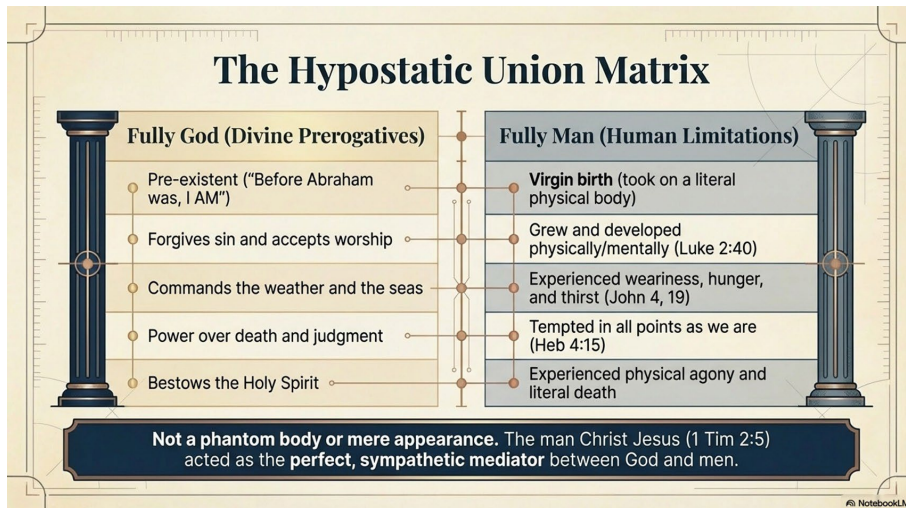 The Hypostatic Union Matrix
Fully God (Divine Prerogatives)
Pre-existent (“Before Abraham
was, I AM”)
Forgives sin and accepts worship
Commands the weather and the seas
Power over death and judgment
Bestows the Holy Spirit
Fully Man (Human Limitations)
Virgin birth (took on a literal
physical body)
Grew and developed
physically/mentally (Luke 2:40)
Experienced weariness, hunger,
and thirst (John 4, 19)
Tempted in all points as we are
(Heb 4:15)
Experienced physical agony and
literal death
Not a phantom body or mere appearance. The man Christ Jesus (1 Tim 2:5)
acted as the perfect, sympathetic mediator between God and men.
NotebookLM